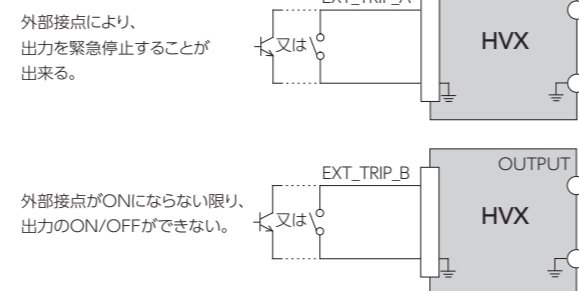 EXT_TRIP_A
外部接点により、
出力を緊急停止することが
出来る。
又は
HVX
OUTPUT
EXT_TRIP_B
外部接点がONにならない限り、
出力のON/OFFができない。
又は
HVX